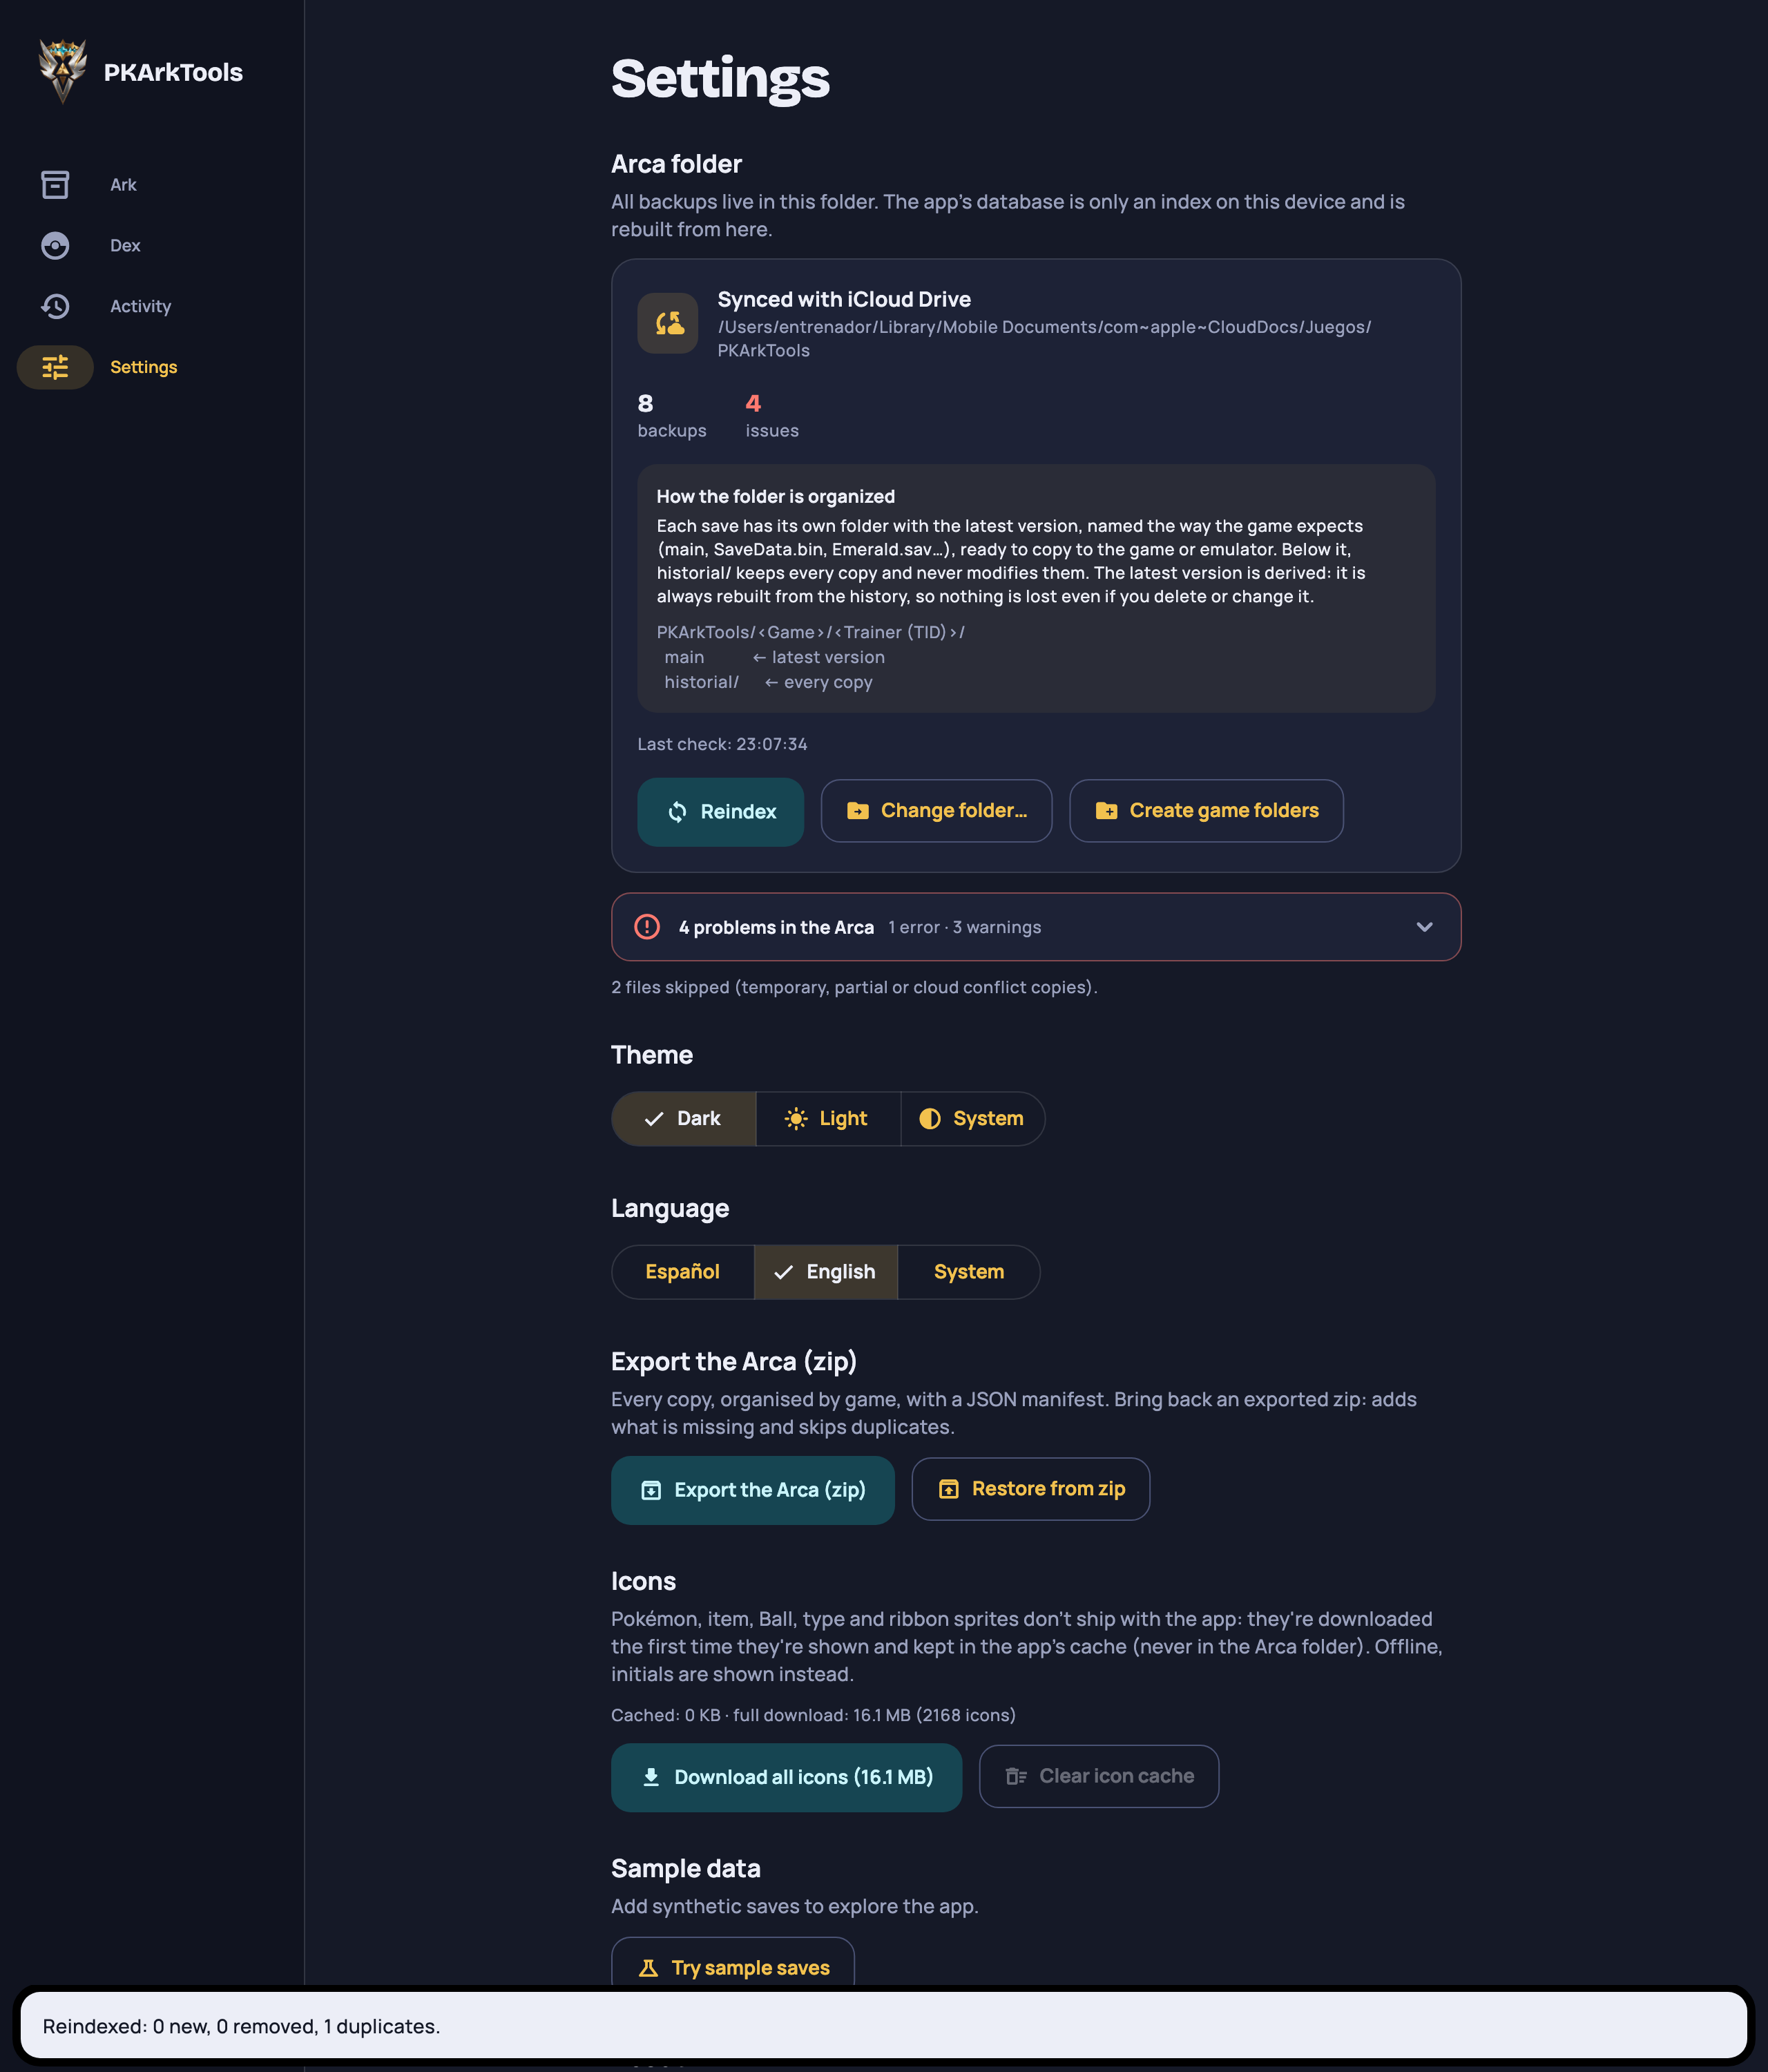 PKArkTools
Ark
Dex
Activity
Settings
Settings
Arca folder
All backups live in this folder. The app's database is only an index on this device and is
rebuilt from here.
Synced with iCloud Drive
/Users/entrenador/Library/Mobile Documents/com~apple~CloudDocs/Juegos/
PKArkTools
8
backups
4
issues
How the folder is organized
Each save has its own folder with the latest version, named the way the game expects
(main, SaveData.bin, Emerald.sav…), ready to copy to the game or emulator. Below it,
historial/ keeps every copy and never modifies them. The latest version is derived: it is
always rebuilt from the history, so nothing is lost even if you delete or change it.
PKArkTools/<Game>/<Trainer (TID)>/
main ← latest version
historial/ ← every copy
Last check: 23:07:34
Reindex
Change folder…
Create game folders
4 problems in the Arca 1 error · 3 warnings
2 files skipped (temporary, partial or cloud conflict copies).
Theme
Dark
Light
System
Language
Español
English
System
Export the Arca (zip)
Every copy, organised by game, with a JSON manifest. Bring back an exported zip: adds
what is missing and skips duplicates.
Export the Arca (zip)
Restore from zip
Icons
Pokémon, item, Ball, type and ribbon sprites don't ship with the app: they're downloaded
the first time they're shown and kept in the app's cache (never in the Arca folder). Offline,
initials are shown instead.
Cached: 0 KB · full download: 16.1 MB (2168 icons)
Download all icons (16.1 MB)
Clear icon cache
Sample data
Add synthetic saves to explore the app.
Try sample saves
Reindexed: 0 new, 0 removed, 1 duplicates.